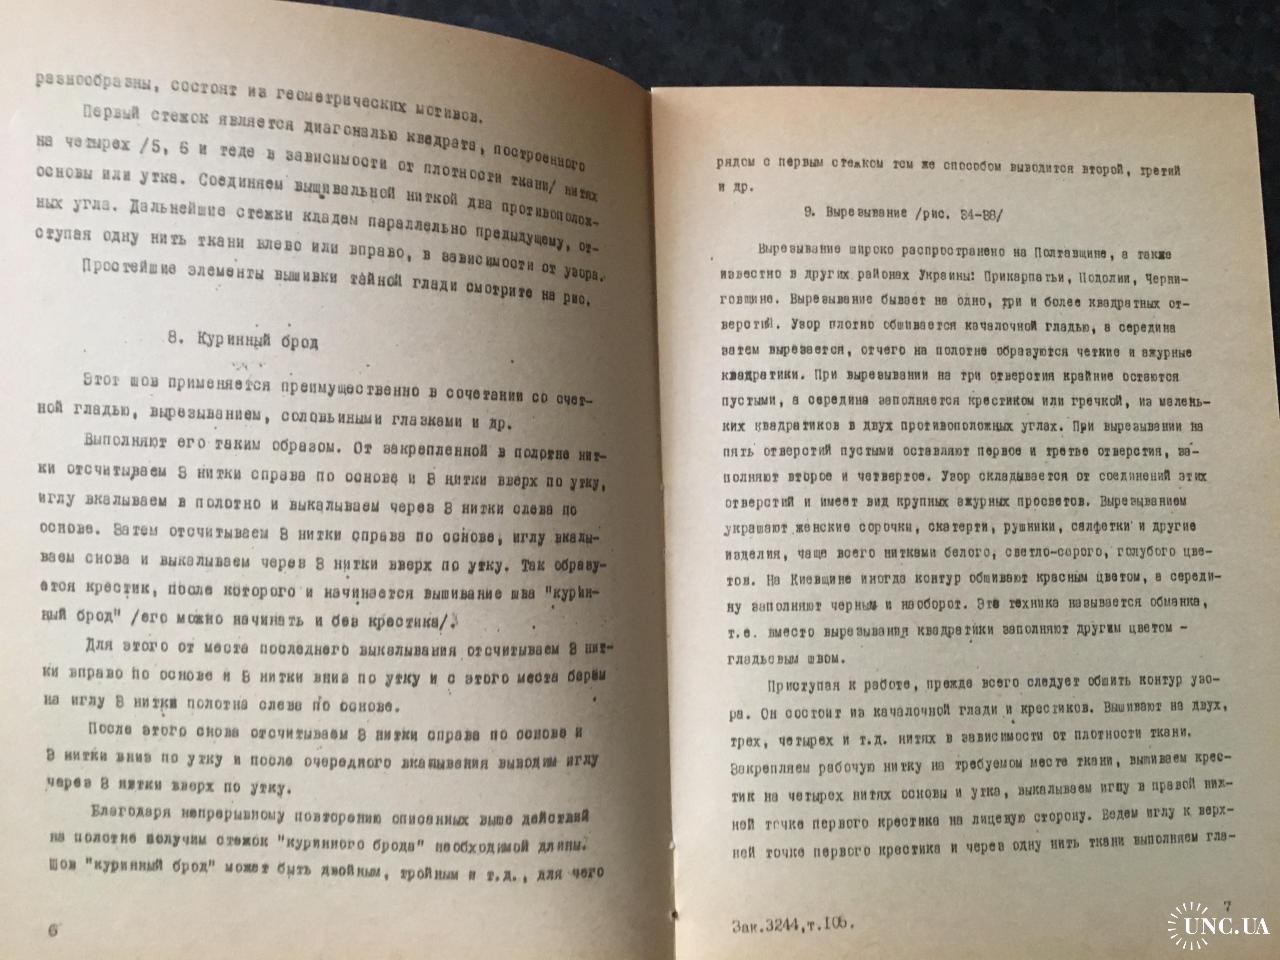 разнообразны, состоят из геометрических мотивов.
Первый стежок является диагональю квадрата, построенного
на четырех /5, 6 и теде в зависимости от плотности ткани/ нитях
основы или утка. Соединяем вышивальной ниткой два противополож-
ных угла. Дальнейшие стежки кладем параллельно предыдущему, от-
ступая одну нить ткани влево или вправо, в зависимости от узора.
Простейшие элементы вышивки тайной глади смотрите на рис.
8. Куринный брод
Этот шов применяется преимущественно в сочетании со счет-
ной гладью, вырезыванием, соловьиными глазками и др.
Выполняют его таким образом. От закрепленной в полотне нит-
ки отсчитываем 3 нитки справа по основе и 3 нитки вверх по утку,
иглу вкалываем в полотно и выкалываем через 3 нитки слева по
основе. Затем отсчитываем 3 нитки справа по основе, иглу вкалы-
ваем снова и выкалываем через 3 нитки вверх по утку. Так образу-
ется крестик, после которого и начинается вышивание шва "курин-
ный брод" /его можно начинать и без крестика/.
Для этого от места последнего выкалывания отсчитываем 3 нит-
ки вправо по основе и 3 нитки вниз по утку и с этого места берем
на иглу 3 нитки полотна слева по основе.
После этого снова отсчитываем 3 нитки справа по основе и
3 нитки вниз по утку и после очередного вкалывания выводим иглу
через 3 нитки вверх по утку.
Благодаря непрерывному повторению описанных выше действий
на полотне получим стежок "куринного брода" необходимой длины.
Шов "куринный брод" может быть двойным, тройным и т.д., для чего
6
рядом с первым стежком тем же способом выводится второй, третий
и др.
9. Вырезывание /рис. 34-38/
Вырезывание широко распространено на Полтавщине, а также
известно в других районах Украины: Прикарпатьи, Подолии, Черни-
говщине. Вырезывание бывает на одно, три и более квадратных от-
верстий. Узор плотно обшивается качалочной гладью, а середина
затем вырезается, отчего на полотне образуются четкие и ажурные
квадратики. При вырезывании на три отверстия крайние остаются
пустыми, а середина заполняется крестиком или гречкой, из малень-
ких квадратиков в двух противоположных углах. При вырезывании на
пять отверстий пустыми оставляют первое и третье отверстия, за-
полняют второе и четвертое. Узор складывается от соединений этих
отверстий и имеет вид крупных ажурных просветов. Вырезыванием
украшают женские сорочки, скатерти, рушники, салфетки и другие
изделия, чаще всего нитками белого, светло-серого, голубого цве-
тов. На Киевщине иногда контур обшивают красным цветом, а середи-
ну заполняют черным и наоборот. Эта техника называется обманка,
т.е. вместо вырезывания квадратики заполняют другим цветом -
гладьевым швом.
Приступая к работе, прежде всего следует обшить контур узо-
ра. Он состоит из качалочной глади и крестиков. Вышивают на двух,
трех, четырех и т.д. нитях в зависимости от плотности ткани.
Закрепляем рабочую нитку на требуемом месте ткани, вышиваем крес-
тик на четырех нитях основы и утка, выкалываем иглу в правой ниж-
ней точке первого крестика на лицевую сторону. Ведем иглу к верх-
ней точке первого крестика и через одну нить ткани выполняем гла-
7
Зак.3244,т.105.
UNC.UA